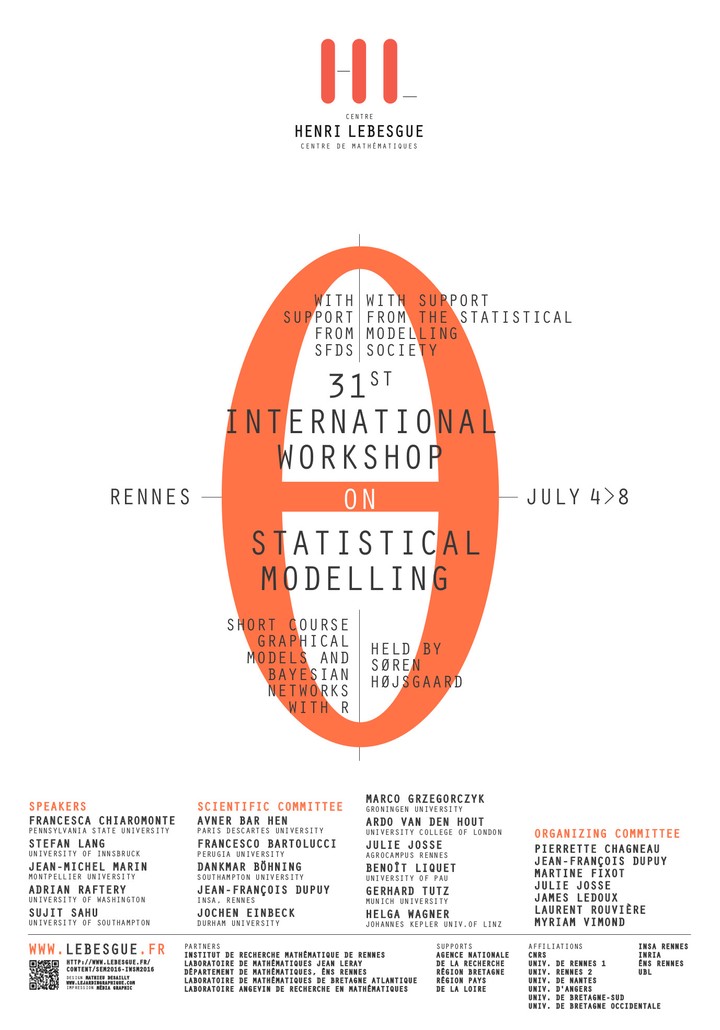 CENTRE
HENRI LEBESGUE
CENTRE DE MATHÉMATIQUES
WITH
SUPPORT
FROM
SFDS
WITH SUPPORT
FROM THE STATISTICAL
MODELLING
SOCIETY
31ST
INTERNATIONAL
WORKSHOP
RENNES
ON
JULY 4>8
STATISTICAL
MODELLING
SHORT COURSE
GRAPHICAL
MODELS AND
BAYESIAN
NETWORKS
WITH R
HELD BY
SØREN
HØJSGAARD
SPEAKERS
FRANCESCA CHIAROMONTE
PENNSYLVANIA STATE UNIVERSITY
STEFAN LANG
UNIVERSITY OF INNSBRUCK
JEAN-MICHEL MARIN
MONTPELLIER UNIVERSITY
ADRIAN RAFTERY
UNIVERSITY OF WASHINGTON
SUJIT SAHU
UNIVERSITY OF SOUTHAMPTON
SCIENTIFIC COMMITTEE
AVNER BAR HEN
PARIS DESCARTES UNIVERSITY
FRANCESCO BARTOLUCCI
PERUGIA UNIVERSITY
DANKMAR BÖHNING
SOUTHAMPTON UNIVERSITY
JEAN-FRANÇOIS DUPUY
INSA, RENNES
JOCHEN EINBECK
DURHAM UNIVERSITY
MARCO GRZEGORCZYK
GRONINGEN UNIVERSITY
ARDO VAN DEN HOUT
UNIVERSITY COLLEGE OF LONDON
JULIE JOSSE
AGROCAMPUS RENNES
BENOÎT LIQUET
UNIVERSITY OF PAU
GERHARD TUTZ
MUNICH UNIVERSITY
HELGA WAGNER
JOHANNES KEPLER UNIV.OF LINZ
ORGANIZING COMMITTEE
PIERRETTE CHAGNEAU
JEAN-FRANÇOIS DUPUY
MARTINE FIXOT
JULIE JOSSE
JAMES LEDOUX
LAURENT ROUVIÈRE
MYRIAM VIMOND
WWW.LEBESGUE.FR
HTTP://WWW.LEBESGUE.FR/
CONTENT/SEM2016-IWSM2016
DESIGN MATHIEU DESAILLY
WWW.LEJARDINGRAPHIQUE.COM
IMPRESSION MÉDIA GRAPHIC
PARTNERS
INSTITUT DE RECHERCHE MATHÉMATIQUE DE RENNES
LABORATOIRE DE MATHÉMATIQUES JEAN LERAY
DÉPARTEMENT DE MATHÉMATIQUES, ÉNS RENNES
LABORATOIRE DE MATHÉMATIQUES DE BRETAGNE ATLANTIQUE
LABORATOIRE ANGEVIN DE RECHERCHE EN MATHÉMATIQUES
SUPPORTS
AGENCE NATIONALE
DE LA RECHERCHE
RÉGION BRETAGNE
RÉGION PAYS
DE LA LOIRE
AFFILIATIONS
CNRS
UNIV. DE RENNES 1
UNIV. RENNES 2
UNIV. DE NANTES
UNIV. D'ANGERS
UNIV. DE BRETAGNE-SUD
UNIV. DE BRETAGNE OCCIDENTALE
INSA RENNES
INRIA
ÉNS RENNES
UBL